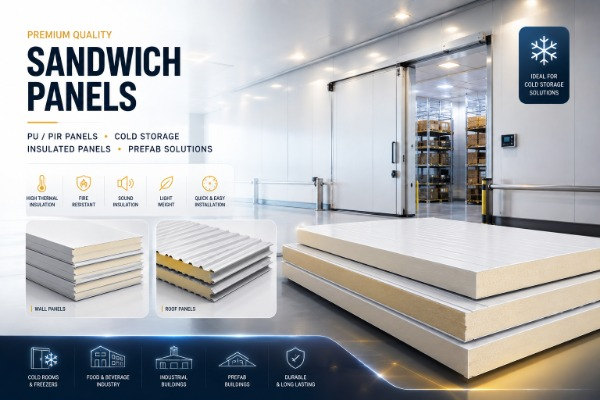 PREMIUM QUALITY
SANDWICH
PANELS
PU / PIR PANELS • COLD STORAGE
INSULATED PANELS • PREFAB SOLUTIONS
IDEAL FOR
COLD STORAGE
SOLUTIONS
HIGH THERMAL
INSULATION
FIRE
RESISTANT
SOUND
INSULATION
LIGHT
WEIGHT
QUICK & EASY
INSTALLATION
WALL PANELS
ROOF PANELS
COLD ROOMS
& FREEZERS
FOOD & BEVERAGE
INDUSTRY
INDUSTRIAL
BUILDINGS
PREFAB
BUILDINGS
DURABLE
& LONG LASTING